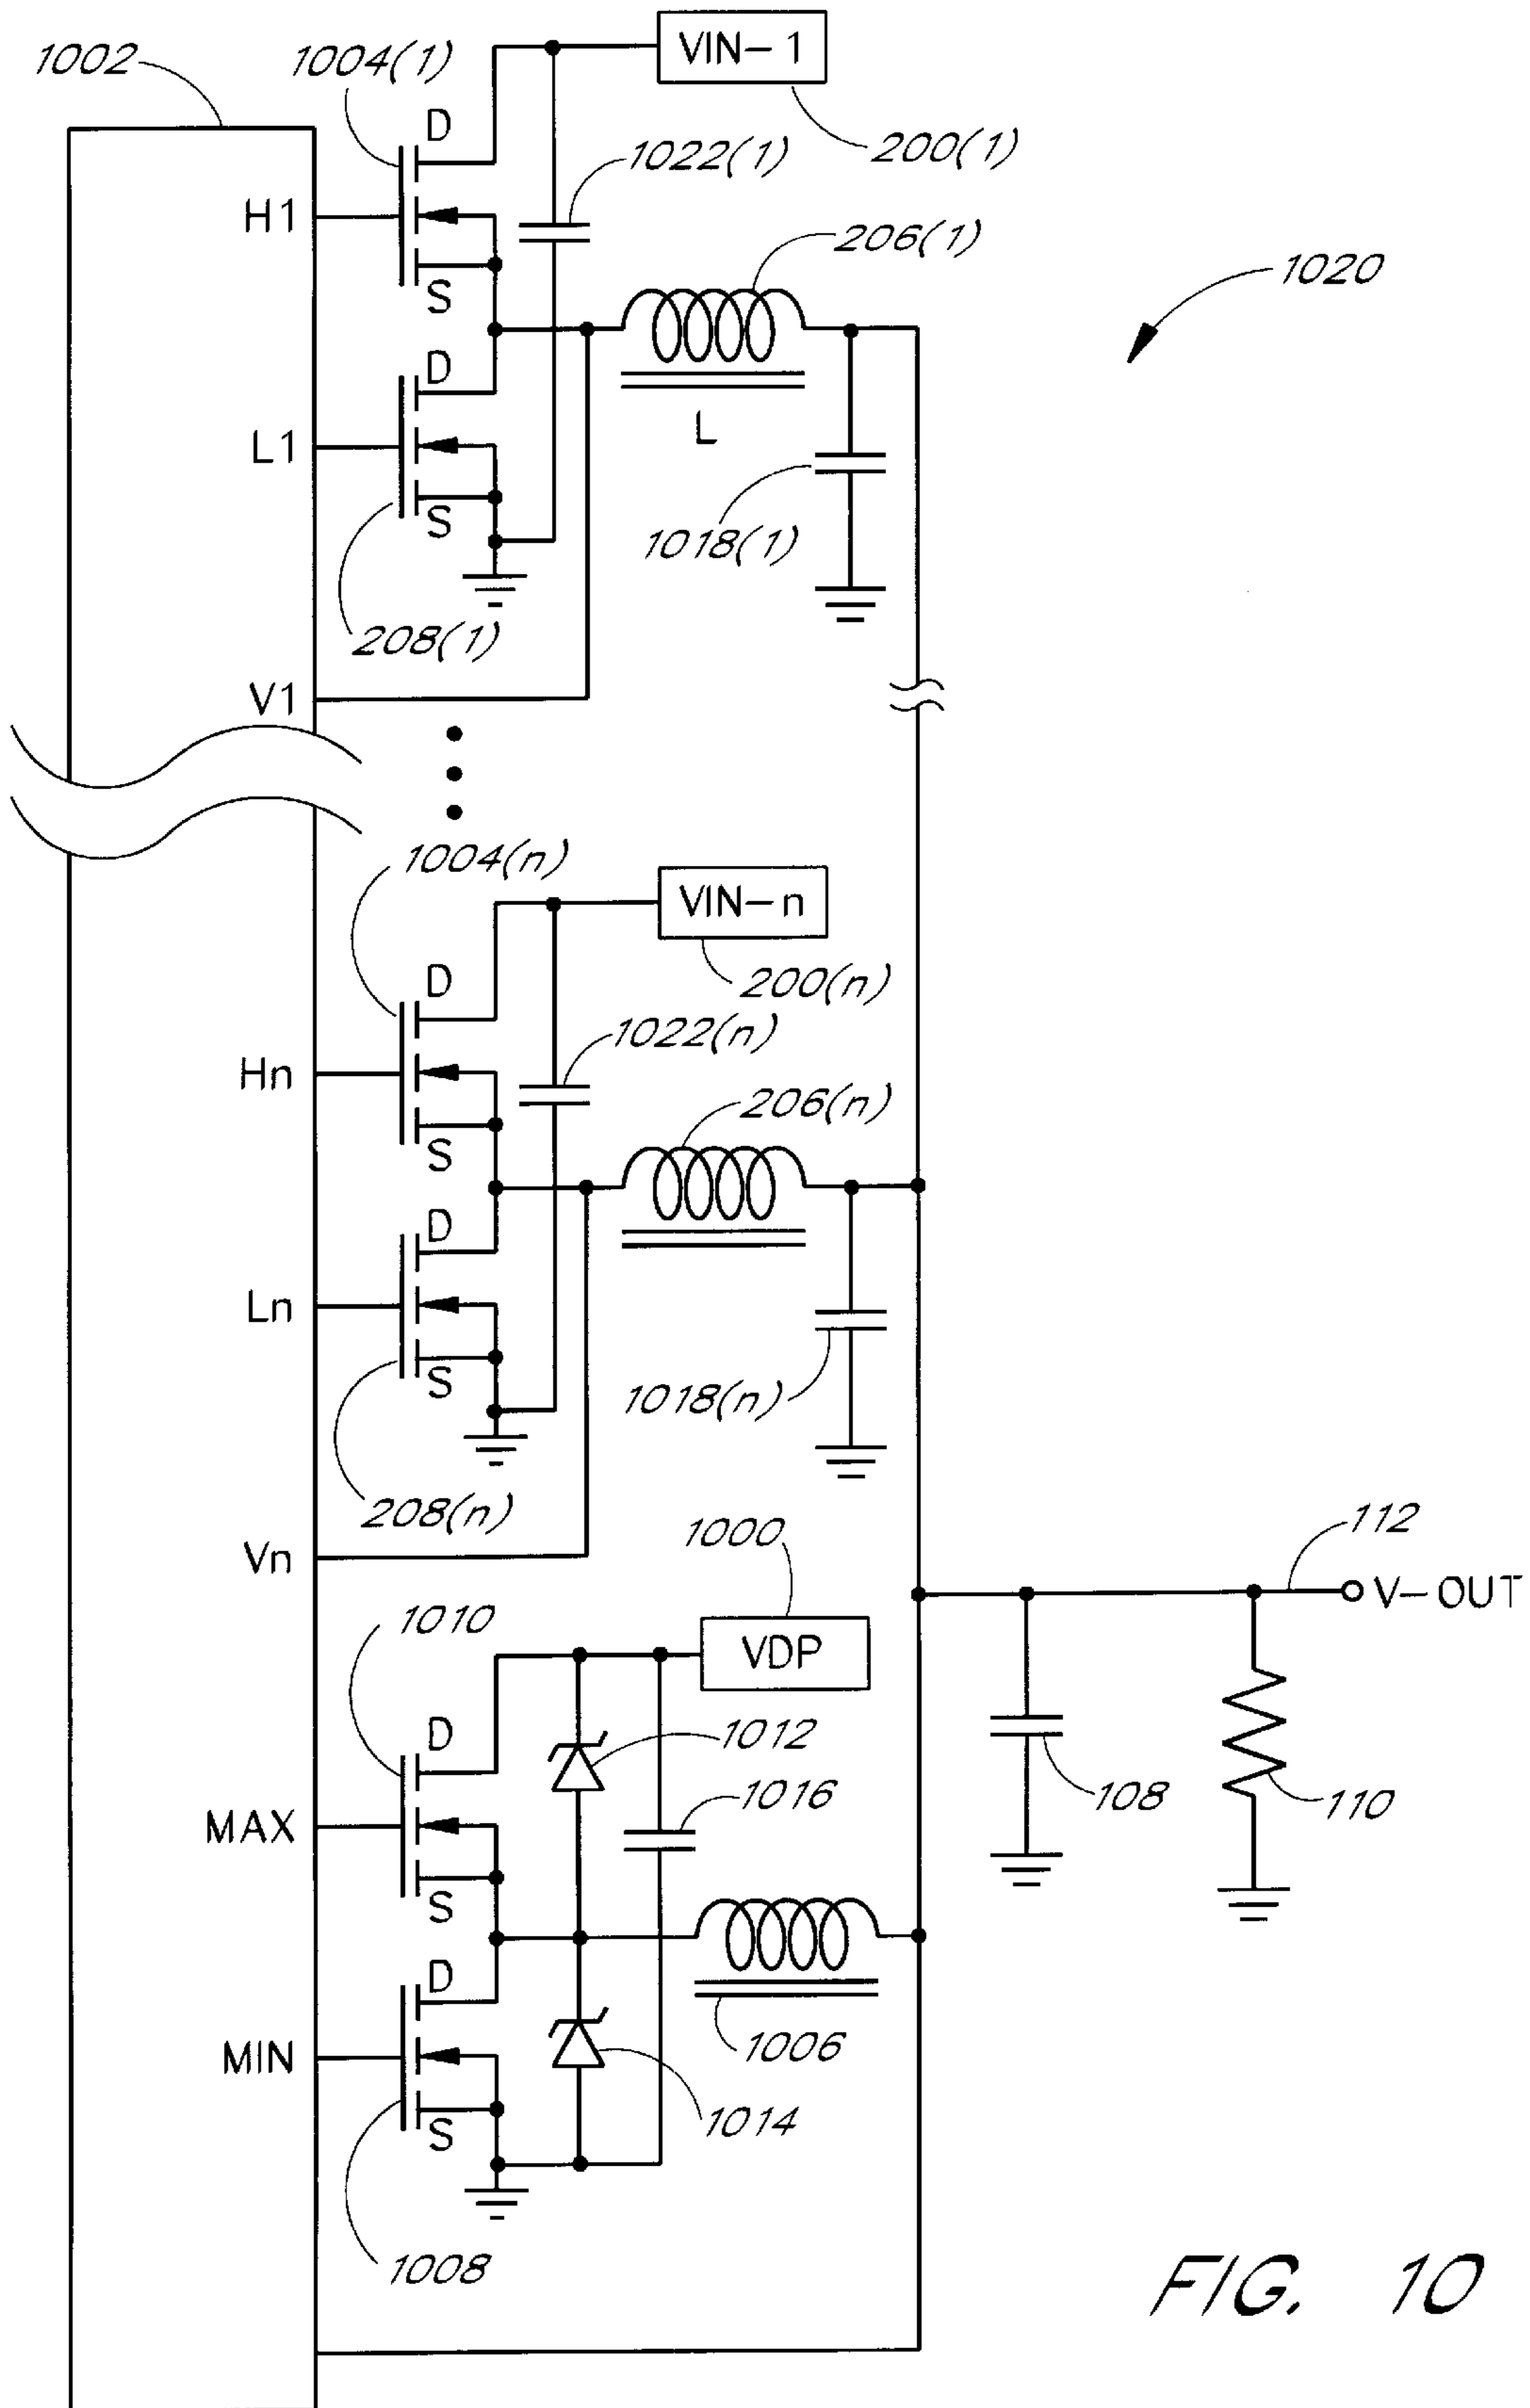 VIN-1
1002
1004(1)
D
1022(1)
200(1)
H1
206(1)
1020
S
D
L
L1
S
1018(1)
208(1)
V1
1004(n)
VIN-n
D
200(n)
1022(n)
Hn
206(n)
S
D
Ln
S
1018(n)
208(n)
1000
112
Vn
V-OUT
1010
VDP
D
1012
1016
108
110
MAX
S
D
1006
MIN
1014
S
1008
FIG. 10